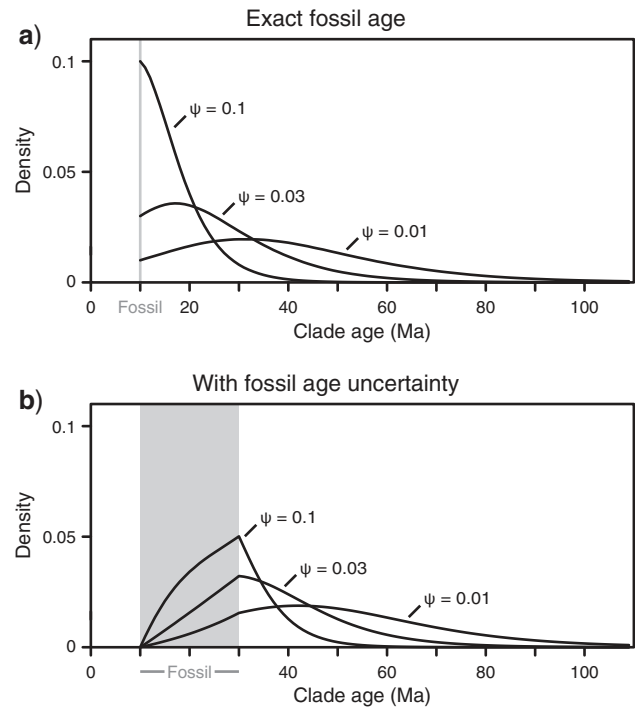 Exact fossil age
a)
0.1
ψ = 0.1
Density
0.05
ψ = 0.03
ψ = 0.01
0
0 Fossil 20 40 60 80 100
Clade age (Ma)
With fossil age uncertainty
b)
0.1
Density
0.05
ψ = 0.1
ψ = 0.03
ψ = 0.01
0
0 Fossil 40 60 80 100
Clade age (Ma)